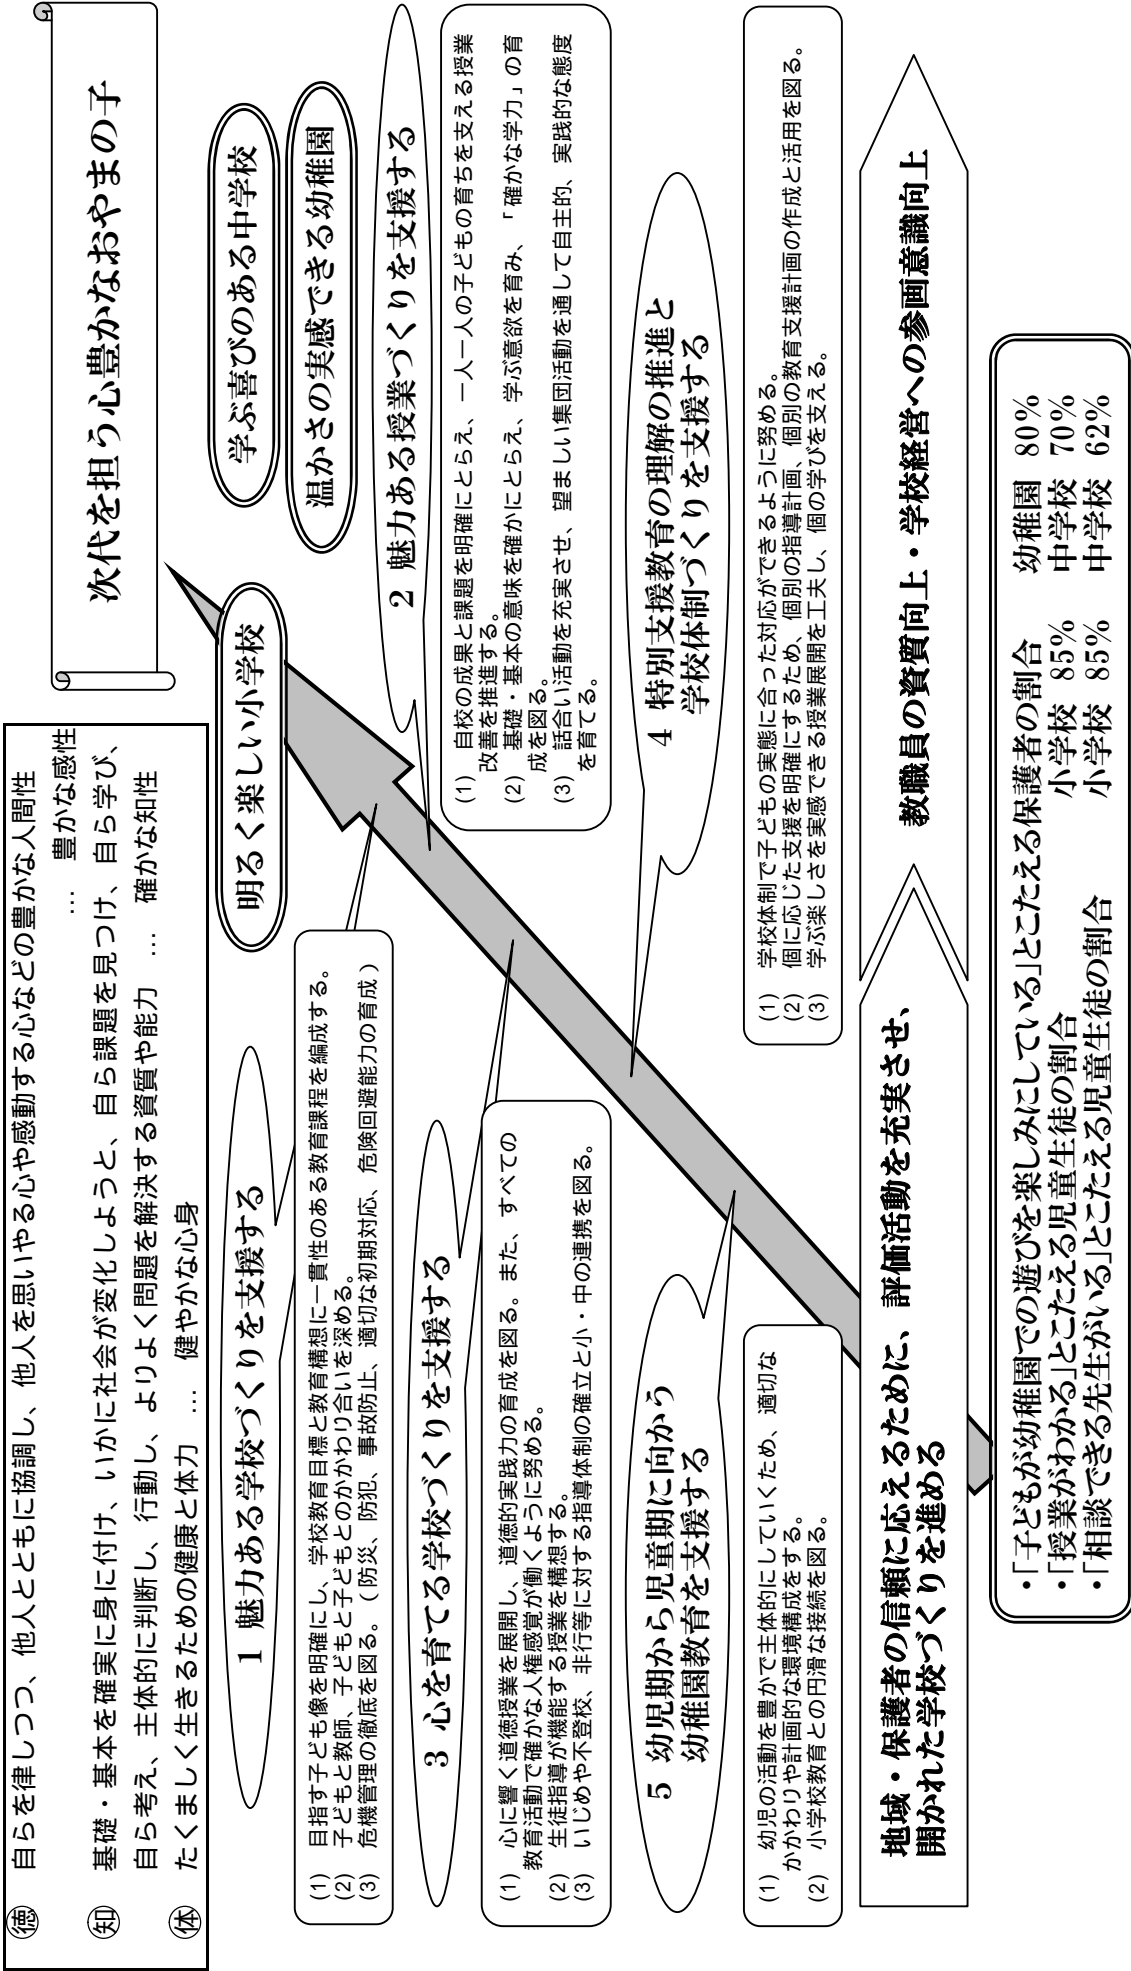 ㊝ 自らを律しつつ、他人とともに協調し、他人を思いやる心や感動する心などの豊かな人間性
… 豊かな感性
㊐ 基礎・基本を確実に身に付け、いかに社会が変化しようと、自ら課題を見つけ、自ら学び、
自ら考え、主体的に判断し、行動し、よりよく問題を解決する資質や能力 … 確かな知性
㊑ たくましく生きるための健康と体力 … 健やかな心身
次代を担う心豊かなおやまの子
明るく楽しい小学校
学ぶ喜びのある中学校
温かさの実感できる幼稚園
1 魅力ある学校づくりを支援する
(1) 目指す子ども像を明確にし、学校教育目標と教育構想に一貫性のある教育課程を編成する。
(2) 子どもと教師、子どもと子どもとのかかわり合いを深める。
(3) 危機管理の徹底を図る。(防災、防犯、事故防止、適切な初期対応、危険回避能力の育成)
2 魅力ある授業づくりを支援する
(1) 自校の成果と課題を明確にとらえ、一人一人の子どもの育ちを支える授業
改善を推進する。
(2) 基礎・基本の意味を確かにとらえ、学ぶ意欲を育み、「確かな学力」の育
成を図る。
(3) 話合い活動を充実させ、望ましい集団活動を通して自主的、実践的な態度
を育てる。
3 心を育てる学校づくりを支援する
(1) 心に響く道徳授業を展開し、道徳的実践力の育成を図る。また、すべての
教育活動で確かな人権感覚が働くように努める。
(2) 生徒指導が機能する授業を構想する。
(3) いじめや不登校、非行等に対する指導体制の確立と小・中の連携を図る。
4 特別支援教育の理解の推進と
学校体制づくりを支援する
(1) 学校体制で子どもの実態に合った対応ができるように努める。
(2) 個に応じた支援を明確にするため、個別の指導計画、個別の教育支援計画の作成と活用を図る。
(3) 学ぶ楽しさを実感できる授業展開を工夫し、個の学びを支える。
5 幼児期から児童期に向かう
幼稚園教育を支援する
(1) 幼児の活動を豊かで主体的にしていくため、適切な
かかわりや計画的な環境構成をする。
(2) 小学校教育との円滑な接続を図る。
地域・保護者の信頼に応えるために、評価活動を充実させ、
開かれた学校づくりを進める
教職員の資質向上・学校経営への参画意識向上
・「子どもが幼稚園での遊びを楽しみにしている」とこたえる保護者の割合 幼稚園 80%
・「授業がわかる」とこたえる児童生徒の割合 小学校 85% 中学校 70%
・「相談できる先生がいる」とこたえる児童生徒の割合 小学校 85% 中学校 62%